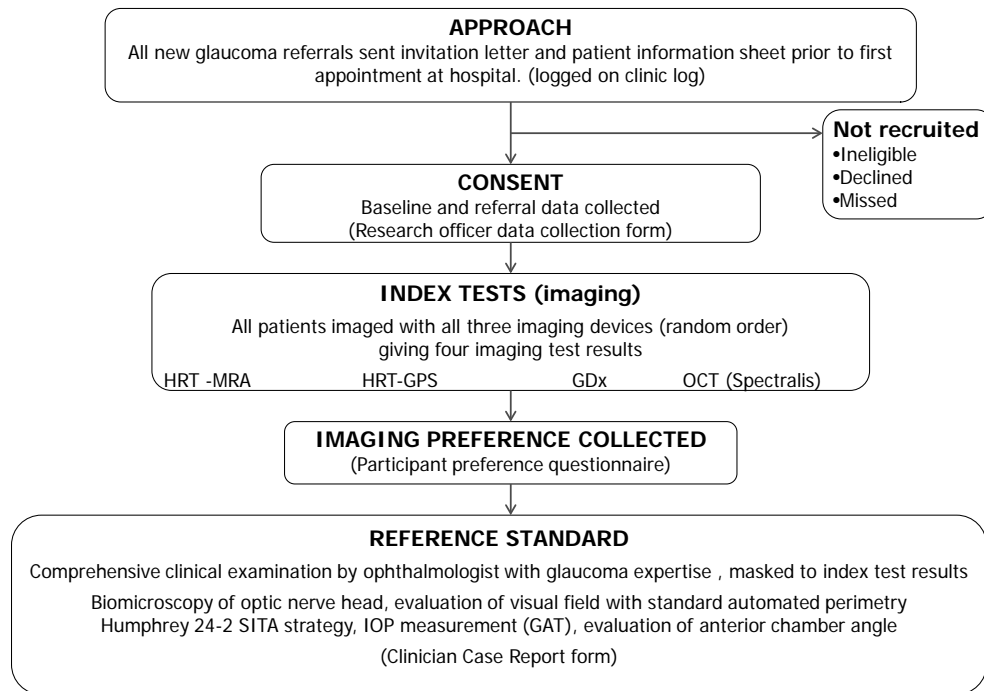 APPROACH
All new glaucoma referrals sent invitation letter and patient information sheet prior to first
appointment at hospital. (logged on clinic log)
Not recruited
•Ineligible
•Declined
•Missed
CONSENT
Baseline and referral data collected
(Research officer data collection form)
INDEX TESTS (imaging)
All patients imaged with all three imaging devices (random order)
giving four imaging test results
HRT -MRA HRT-GPS GDx OCT (Spectralis)
IMAGING PREFERENCE COLLECTED
(Participant preference questionnaire)
REFERENCE STANDARD
Comprehensive clinical examination by ophthalmologist with glaucoma expertise , masked to index test results
Biomicroscopy of optic nerve head, evaluation of visual field with standard automated perimetry
Humphrey 24-2 SITA strategy, IOP measurement (GAT), evaluation of anterior chamber angle
(Clinician Case Report form)